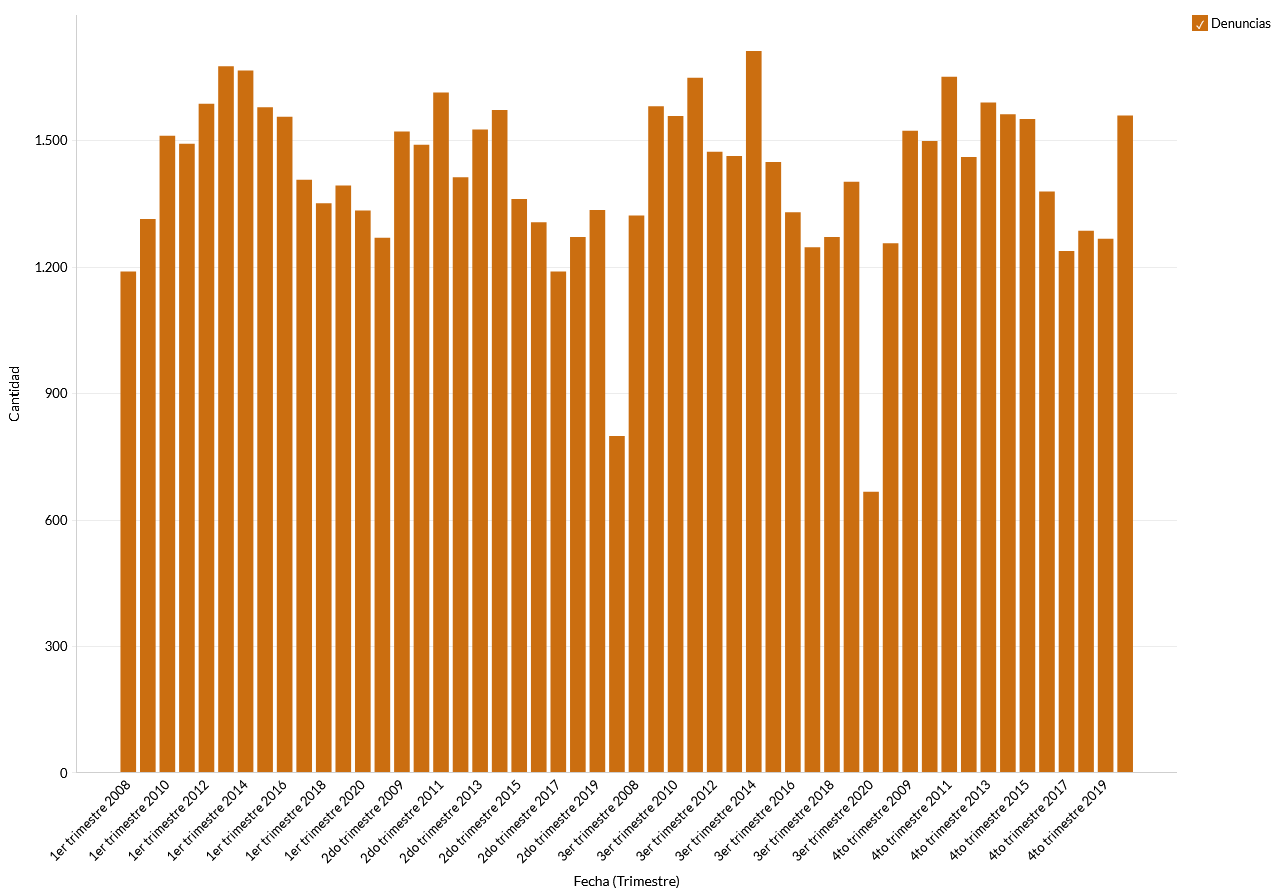 Denuncias
1.500
1.200
900
600
300
0
Cantidad
1er trimestre 2008
1er trimestre 2010
1er trimestre 2012
1er trimestre 2014
1er trimestre 2016
1er trimestre 2018
1er trimestre 2020
2do trimestre 2009
2do trimestre 2011
2do trimestre 2013
2do trimestre 2015
2do trimestre 2017
2do trimestre 2019
3er trimestre 2008
3er trimestre 2010
3er trimestre 2012
3er trimestre 2014
3er trimestre 2016
3er trimestre 2018
3er trimestre 2020
4to trimestre 2009
4to trimestre 2011
4to trimestre 2013
4to trimestre 2015
4to trimestre 2017
4to trimestre 2019
Fecha (Trimestre)